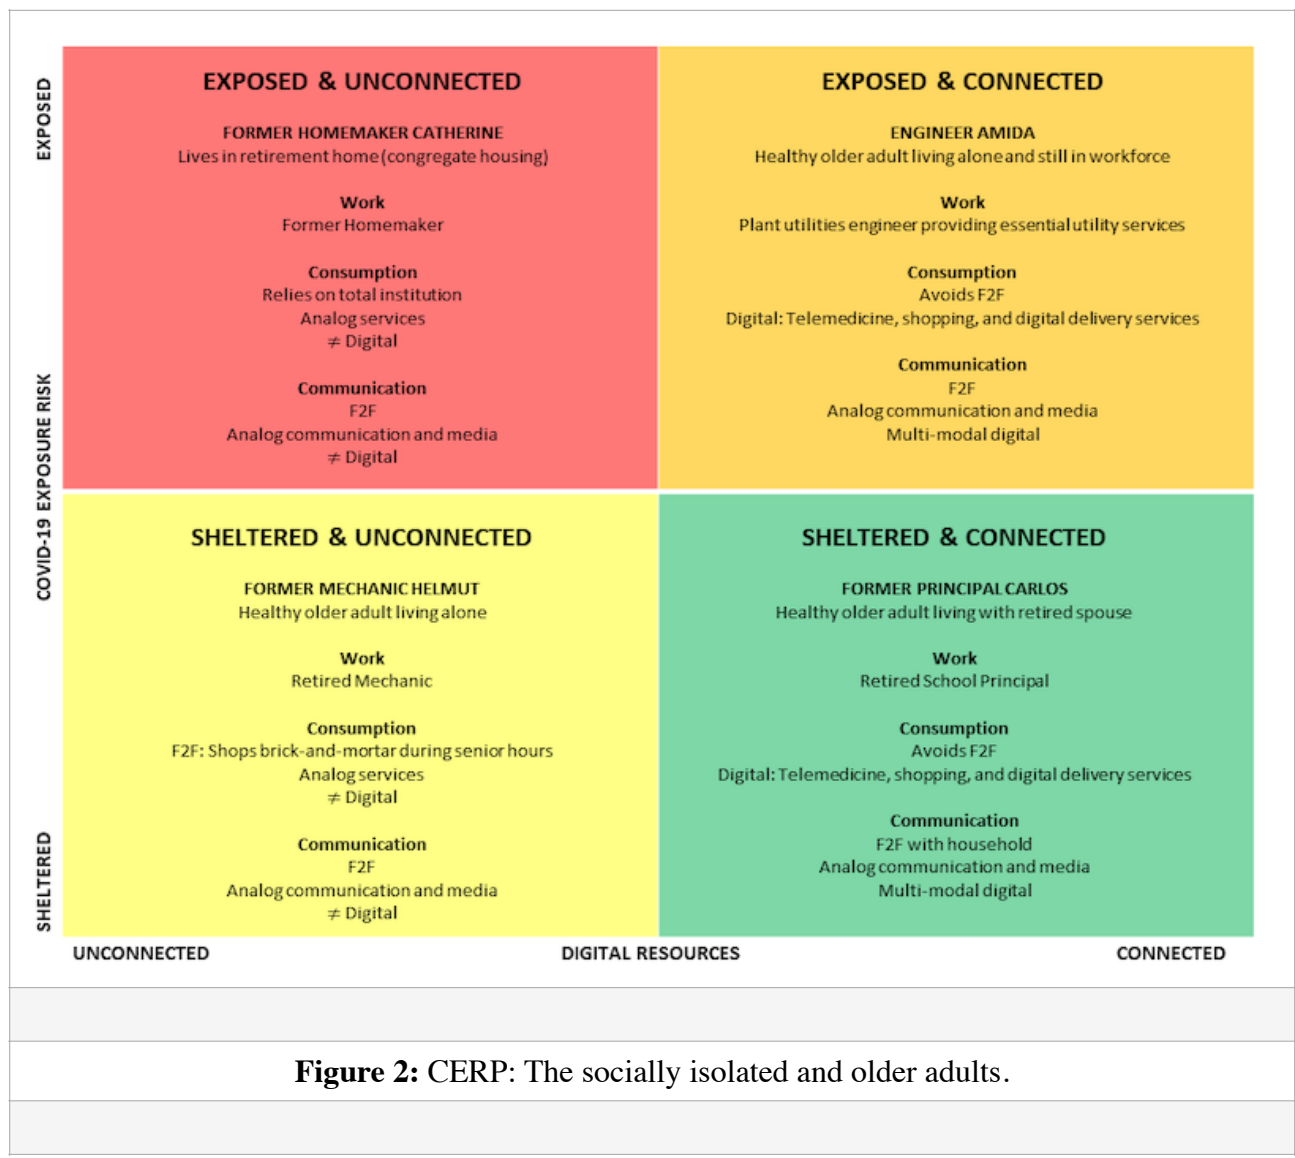 EXPOSED
COVID-19 EXPOSURE RISK
SHELTERED
EXPOSED & UNCONNECTED
FORMER HOMEMAKER CATHERINE
Lives in retirement home (congregate housing)
Work
Former Homemaker
Consumption
Relies on total institution
Analog services
≠ Digital
Communication
F2F
Analog communication and media
≠ Digital
EXPOSED & CONNECTED
ENGINEER AMIDA
Healthy older adult living alone and still in workforce
Work
Plant utilities engineer providing essential utility services
Consumption
Avoids F2F
Digital: Telemedicine, shopping, and digital delivery services
Communication
F2F
Analog communication and media
Multi-modal digital
SHELTERED & UNCONNECTED
FORMER MECHANIC HELMUT
Healthy older adult living alone
Work
Retired Mechanic
Consumption
F2F: Shops brick-and-mortar during senior hours
Analog services
≠ Digital
Communication
F2F
Analog communication and media
≠ Digital
SHELTERED & CONNECTED
FORMER PRINCIPAL CARLOS
Healthy older adult living with retired spouse
Work
Retired School Principal
Consumption
Avoids F2F
Digital: Telemedicine, shopping, and digital delivery services
Communication
F2F with household
Analog communication and media
Multi-modal digital
UNCONNECTED
DIGITAL RESOURCES
CONNECTED
Figure 2: CERP: The socially isolated and older adults.